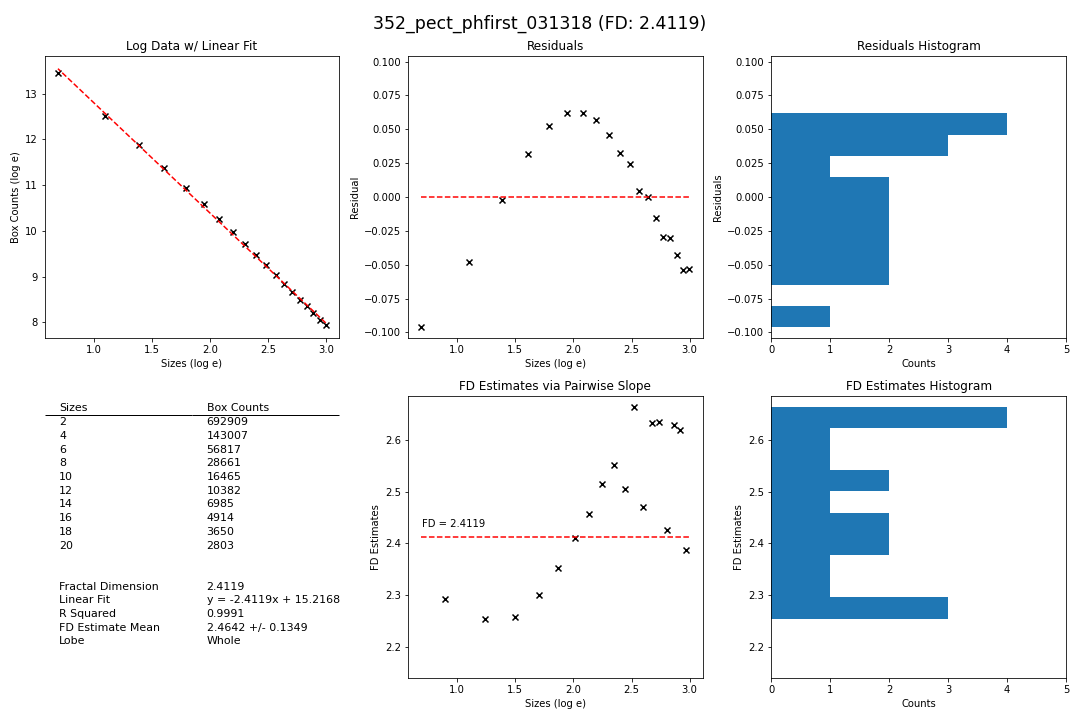 352_pect_phfirst_031318 (FD: 2.4119)
Log Data w/ Linear Fit
13
12
11
10
9
8
Box Counts (log e)
1.0 1.5 2.0 2.5 3.0
Sizes (log e)
Residuals
0.100
0.075
0.050
0.025
0.000
−0.025
−0.050
−0.075
−0.100
Residual
1.0 1.5 2.0 2.5 3.0
Sizes (log e)
Residuals Histogram
0.100
0.075
0.050
0.025
0.000
−0.025
−0.050
−0.075
−0.100
Residuals
0 1 2 3 4 5
Counts
Sizes Box Counts
2 692909
4 143007
6 56817
8 28661
10 16465
12 10382
14 6985
16 4914
18 3650
20 2803
Fractal Dimension 2.4119
Linear Fit y = -2.4119x + 15.2168
R Squared 0.9991
FD Estimate Mean 2.4642 +/- 0.1349
Lobe Whole
FD Estimates via Pairwise Slope
2.6
2.5
2.4
2.3
2.2
FD Estimates
FD = 2.4119
1.0 1.5 2.0 2.5 3.0
Sizes (log e)
FD Estimates Histogram
2.6
2.5
2.4
2.3
2.2
FD Estimates
0 1 2 3 4 5
Counts